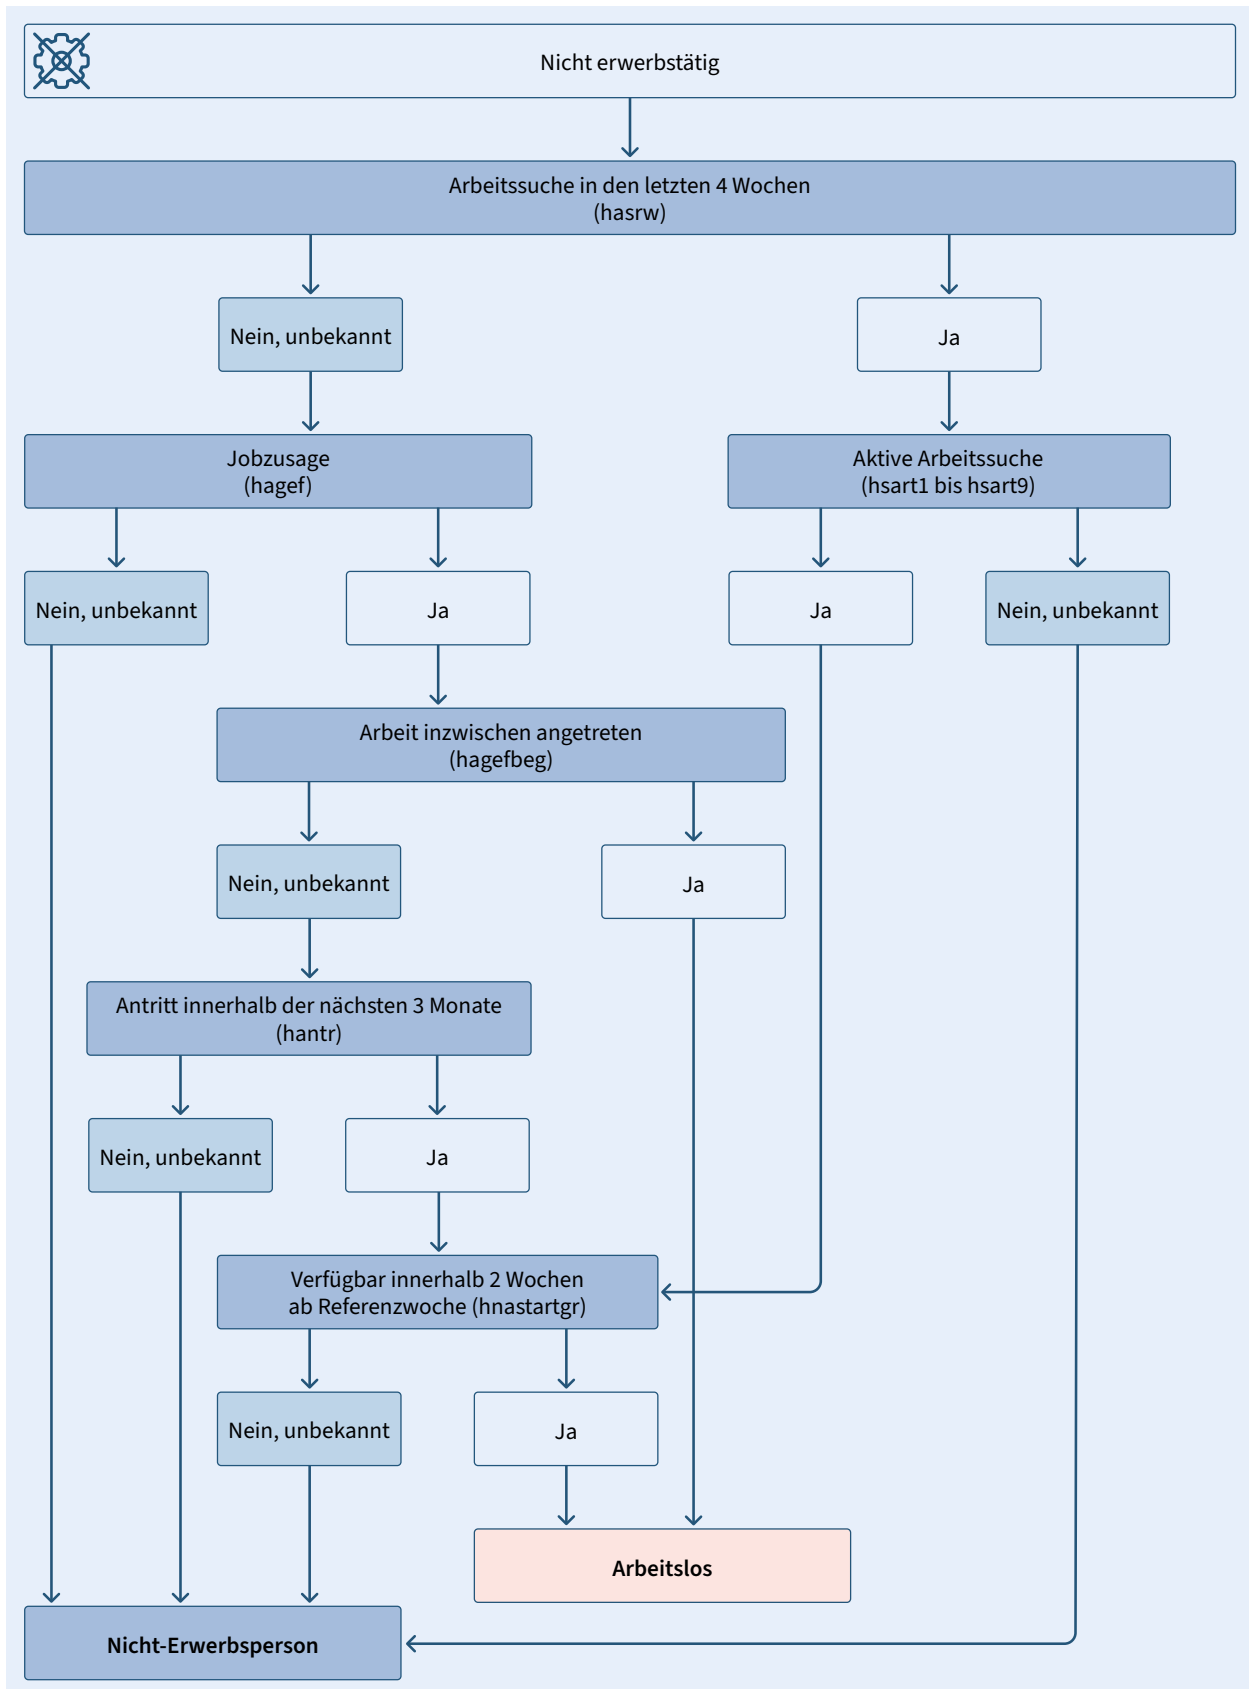 Nicht erwerbstätig
Arbeitssuche in den letzten 4 Wochen
(hasrw)
Nein, unbekannt
Ja
Jobzusage
(hagef)
Aktive Arbeitssuche
(hsart1 bis hsart9)
Nein, unbekannt
Ja
Ja
Nein, unbekannt
Arbeit inzwischen angetreten
(hagefbeg)
Nein, unbekannt
Ja
Antritt innerhalb der nächsten 3 Monate
(hantr)
Nein, unbekannt
Ja
Verfügbar innerhalb 2 Wochen
ab Referenzwoche (hnastartgr)
Nein, unbekannt
Ja
Arbeitslos
Nicht-Erwerbsperson